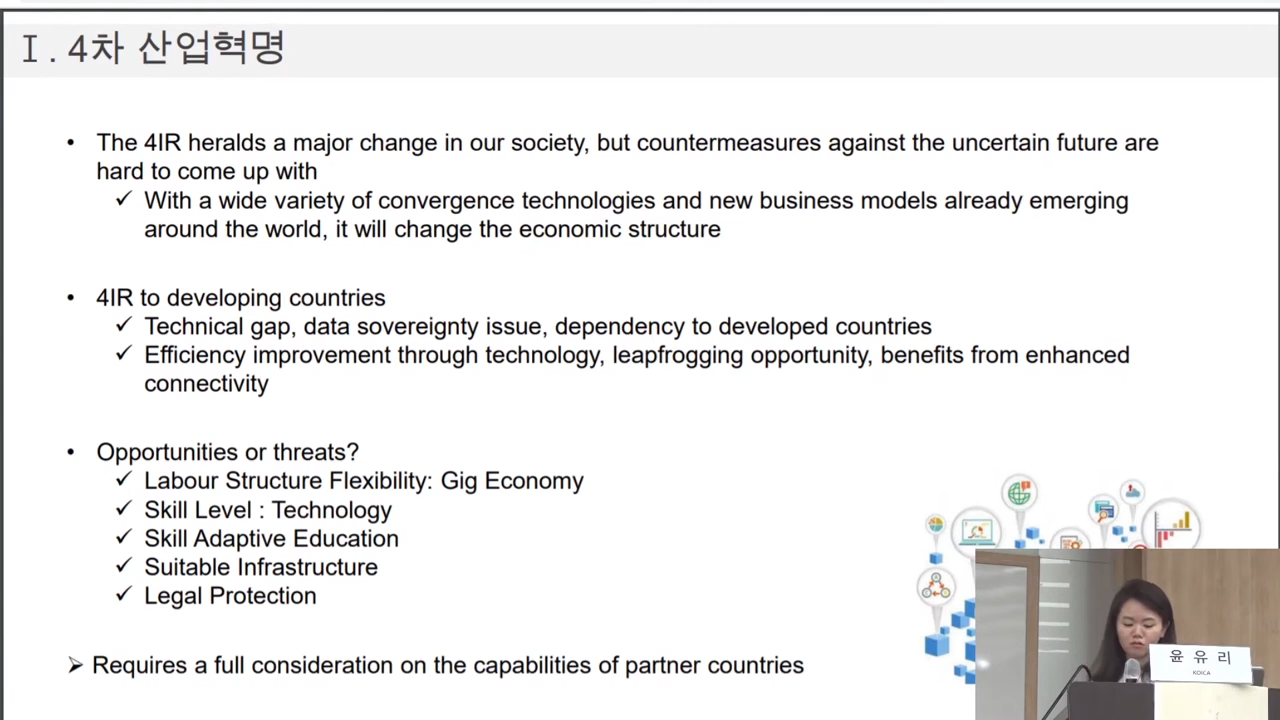 Ⅰ. 4차 산업혁명
• The 4IR heralds a major change in our society, but countermeasures against the uncertain future are
hard to come up with
✓ With a wide variety of convergence technologies and new business models already emerging
around the world, it will change the economic structure
• 4IR to developing countries
✓ Technical gap, data sovereignty issue, dependency to developed countries
✓ Efficiency improvement through technology, leapfrogging opportunity, benefits from enhanced
connectivity
• Opportunities or threats?
✓ Labour Structure Flexibility: Gig Economy
✓ Skill Level : Technology
✓ Skill Adaptive Education
✓ Suitable Infrastructure
✓ Legal Protection
➢ Requires a full consideration on the capabilities of partner countries
윤 유 리
KOICA